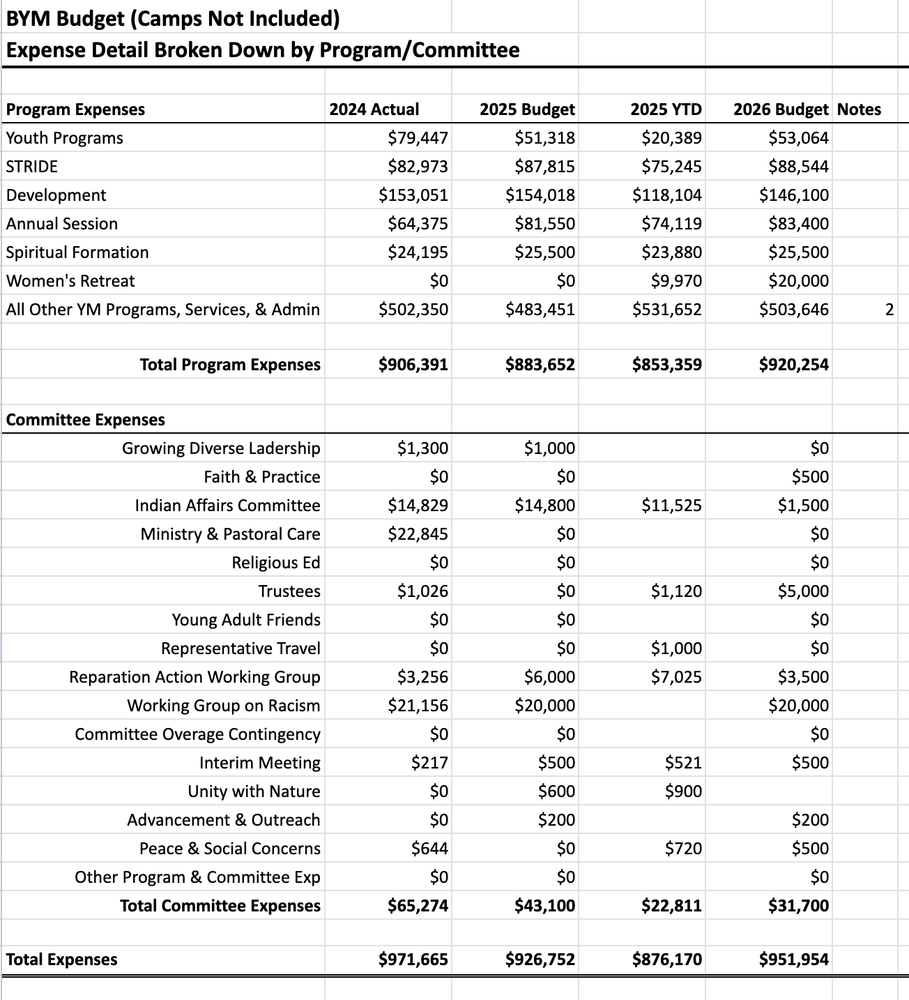 BYM Budget (Camps Not Included)
Expense Detail Broken Down by Program/Committee
Program Expenses 2024 Actual 2025 Budget 2025 YTD 2026 Budget Notes
Youth Programs $79,447 $51,318 $20,389 $53,064
STRIDE $82,973 $87,815 $75,245 $88,544
Development $153,051 $154,018 $118,104 $146,100
Annual Session $64,375 $81,550 $74,119 $83,400
Spiritual Formation $24,195 $25,500 $23,880 $25,500
Women's Retreat $0 $0 $9,970 $20,000
All Other YM Programs, Services, & Admin $502,350 $483,451 $531,652 $503,646 2
Total Program Expenses $906,391 $883,652 $853,359 $920,254
Committee Expenses
Growing Diverse Ladership $1,300 $1,000 $0
Faith & Practice $0 $0 $500
Indian Affairs Committee $14,829 $14,800 $11,525 $1,500
Ministry & Pastoral Care $22,845 $0 $0
Religious Ed $0 $0 $0
Trustees $1,026 $0 $1,120 $5,000
Young Adult Friends $0 $0 $0
Representative Travel $0 $0 $1,000 $0
Reparation Action Working Group $3,256 $6,000 $7,025 $3,500
Working Group on Racism $21,156 $20,000 $20,000
Committee Overage Contingency $0 $0 $0
Interim Meeting $217 $500 $521 $500
Unity with Nature $0 $600 $900
Advancement & Outreach $0 $200 $200
Peace & Social Concerns $644 $0 $720 $500
Other Program & Committee Exp $0 $0 $0
Total Committee Expenses $65,274 $43,100 $22,811 $31,700
Total Expenses $971,665 $926,752 $876,170 $951,954